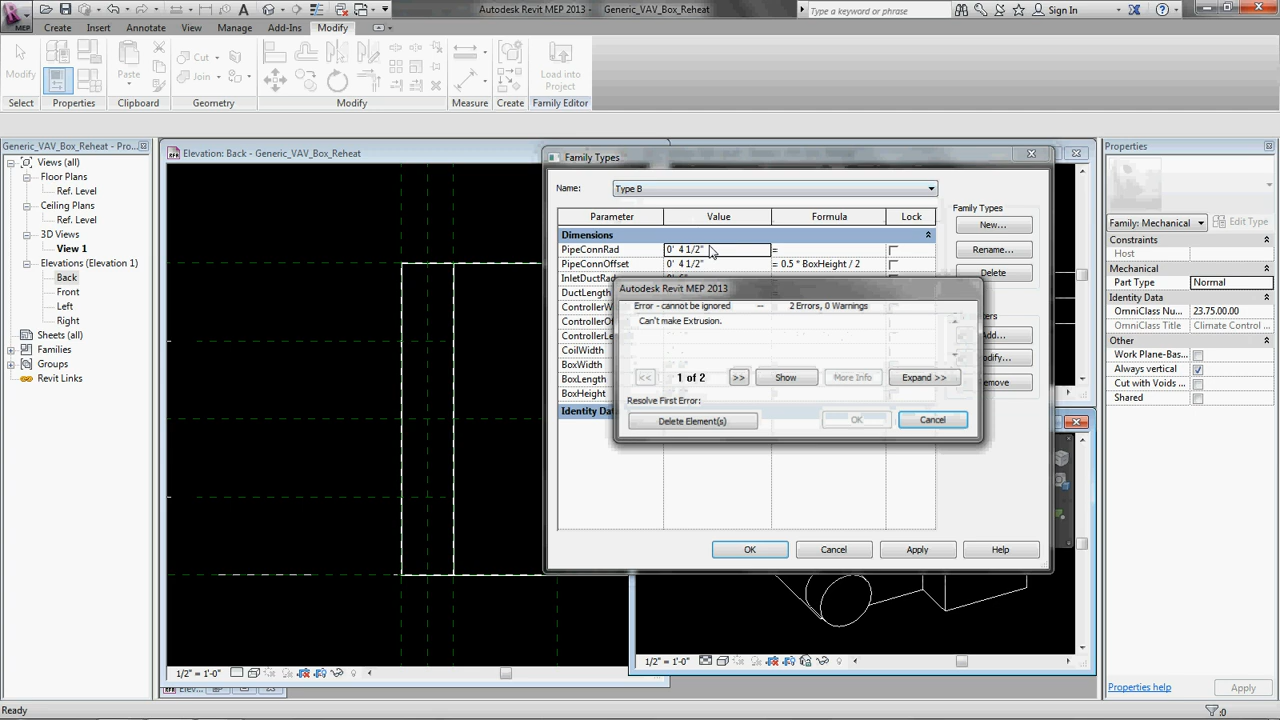 Autodesk Revit MEP 2013 - Generic_VAV_Box_Reheat
Type a keyword or phrase
Sign In
MEP
Create Insert Annotate View Manage Add-Ins Modify
Modify
Cut
Join
Paste
Load into
Project
Select Properties Clipboard Geometry Modify Measure Create Family Editor
Generic_VAV_Box_Reheat - Pro...
Views (all)
Floor Plans
Ref. Level
Ceiling Plans
Ref. Level
3D Views
View 1
Elevations (Elevation 1)
Back
Front
Left
Right
Sheets (all)
Families
Groups
Revit Links
Elevation: Back - Generic_VAV_Box_Reheat
1/2" = 1'-0"
Elev...
Family Types
Name: Type B
Parameter Value Formula Lock
Dimensions
PipeConnRad 0' 4 1/2" =
PipeConnOffset 0' 4 1/2" = 0.5 * BoxHeight / 2
InletDuctRad
DuctLength
ControllerW
ControllerOf
ControllerLe
CoilWidth
BoxWidth
BoxLength
BoxHeight
Identity Da
Family Types
New...
Rename...
Delete
Add...
OK Cancel Apply Help
Autodesk Revit MEP 2013
Error - cannot be ignored -- 2 Errors, 0 Warnings
Can't make Extrusion.
<< 1 of 2 >> Show More Info Expand >>
Resolve First Error:
Delete Element(s) OK Cancel
1/2" = 1'-0"
Properties
Family: Mechanical Edit Type
Constraints
Host
Mechanical
Part Type Normal
Identity Data
OmniClass Nu... 23.75.00.00
OmniClass Title Climate Control ...
Other
Work Plane-Bas...
Always vertical
Cut with Voids ...
Shared
Properties help Apply
Ready
:0